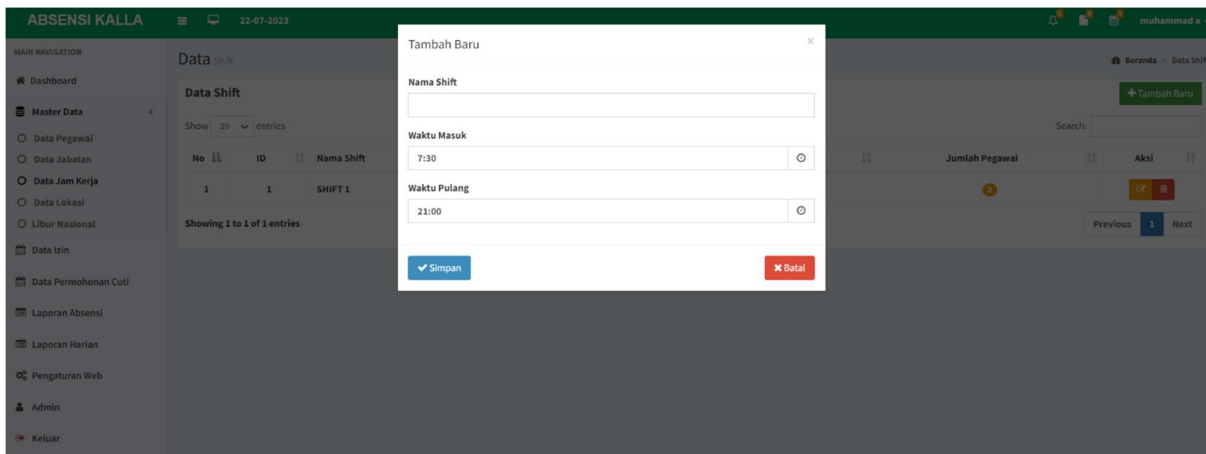 ABSENSI KALLA
22-07-2023
muhammad a
MAIN NAVIGATION
Dashboard
Master Data
Data Pegawai
Data Jabatan
Data Jam Kerja
Data Lokasi
Libur Nasional
Data Izin
Data Permohonan Cuti
Laporan Absensi
Laporan Harian
Pengaturan Web
Admin
Keluar
Data Shift
Beranda > Data Shif
Data Shift
+ Tambah Baru
Show 20 entries
Search:
No ID Nama Shift Jumlah Pegawai Aksi
1 1 SHIFT 1 2
Showing 1 to 1 of 1 entries
Previous 1 Next
Tambah Baru ×
Nama Shift
Waktu Masuk
7:30
Waktu Pulang
21:00
Simpan
Batal